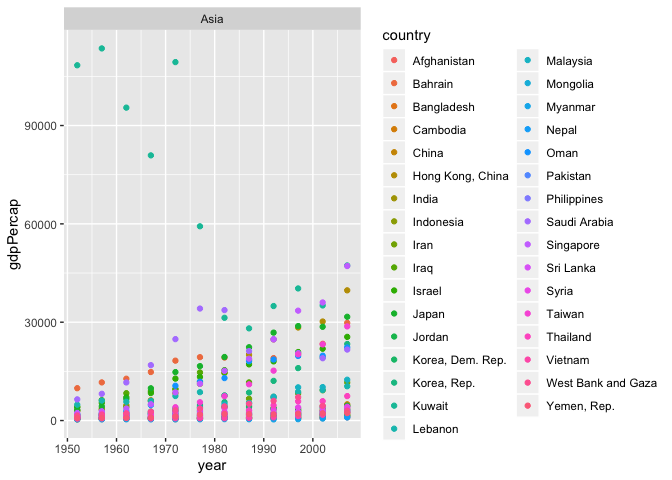 Asia
90000
60000
30000
0
gdpPercap
1950 1960 1970 1980 1990 2000
year
country
Afghanistan
Bahrain
Bangladesh
Cambodia
China
Hong Kong, China
India
Indonesia
Iran
Iraq
Israel
Japan
Jordan
Korea, Dem. Rep.
Korea, Rep.
Kuwait
Lebanon
Malaysia
Mongolia
Myanmar
Nepal
Oman
Pakistan
Philippines
Saudi Arabia
Singapore
Sri Lanka
Syria
Taiwan
Thailand
Vietnam
West Bank and Gaza
Yemen, Rep.